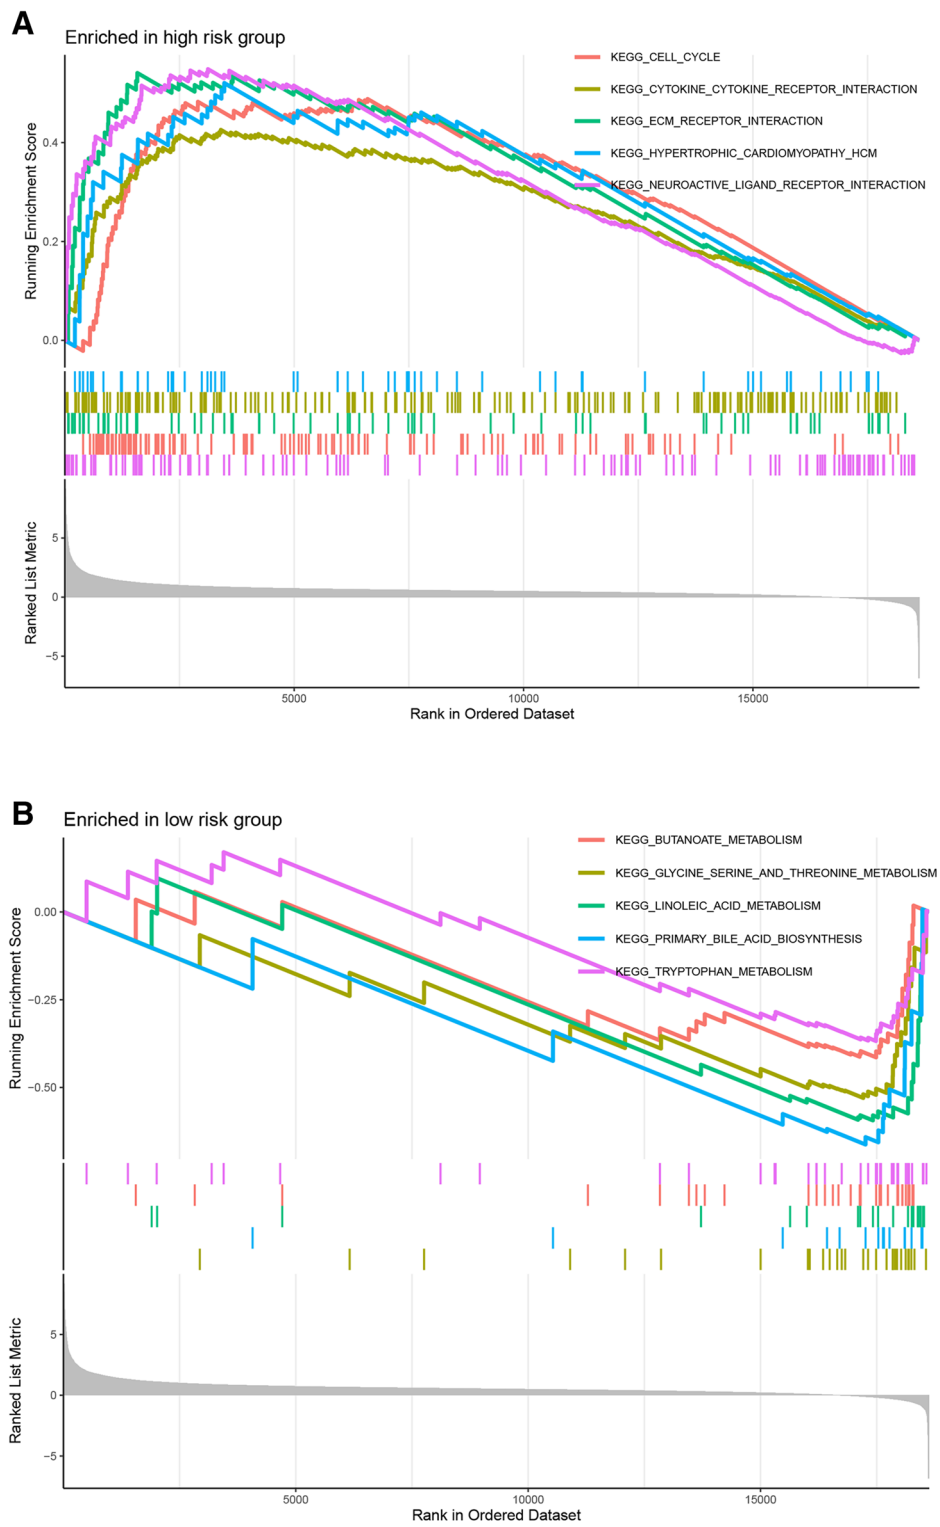 A
Enriched in high risk group
KEGG_CELL_CYCLE
KEGG_CYTOKINE_CYTOKINE_RECEPTOR_INTERACTION
KEGG_ECM_RECEPTOR_INTERACTION
KEGG_HYPERTROPHIC_CARDIOMYOPATHY_HCM
KEGG_NEUROACTIVE_LIGAND_RECEPTOR_INTERACTION
Running Enrichment Score
0.4
0.2
0.0
Ranked List Metric
5
0
−5
5000 10000 15000
Rank in Ordered Dataset
B
Enriched in low risk group
KEGG_BUTANOATE_METABOLISM
KEGG_GLYCINE_SERINE_AND_THREONINE_METABOLISM
KEGG_LINOLEIC_ACID_METABOLISM
KEGG_PRIMARY_BILE_ACID_BIOSYNTHESIS
KEGG_TRYPTOPHAN_METABOLISM
Running Enrichment Score
0.00
−0.25
−0.50
Ranked List Metric
5
0
−5
5000 10000 15000
Rank in Ordered Dataset